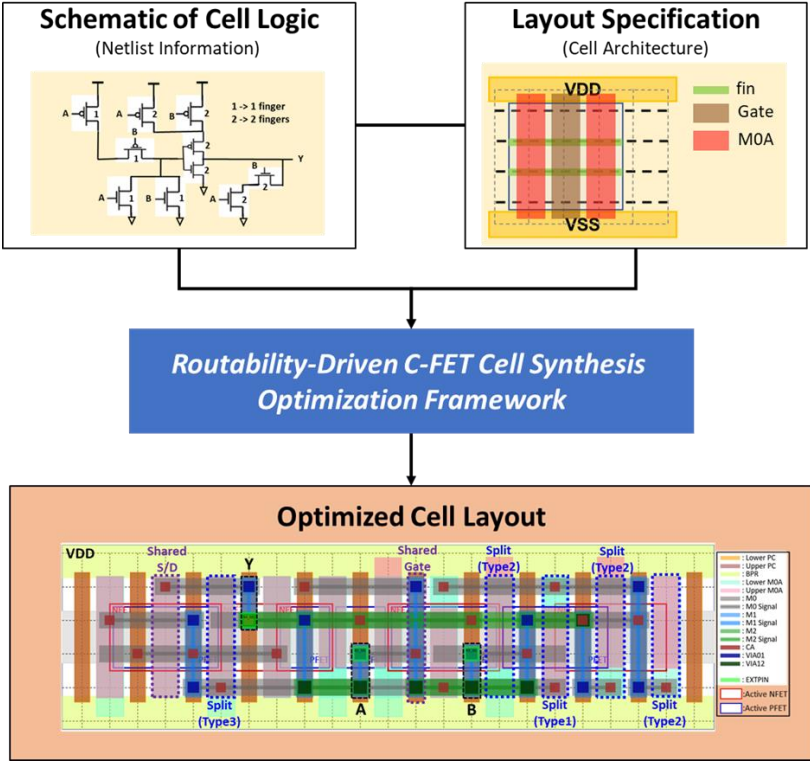 Schematic of Cell Logic
(Netlist Information)
A
1
A
2
B
2
1 -> 1 finger
2 -> 2 fingers
B
1
2
2
Y
A
1
B
1
A
2
B
2
Layout Specification
(Cell Architecture)
VDD
VSS
fin
Gate
M0A
Routability-Driven C-FET Cell Synthesis
Optimization Framework
Optimized Cell Layout
VDD
Shared
S/D
Y
Shared
Gate
Split
(Type2)
Split
(Type2)
Split
(Type3)
A
B
Split
(Type1)
Split
(Type2)
: Lower PC
: Upper PC
: BPR
: Lower M0A
: Upper M0A
: M0
: M0 Signal
: M1
: M1 Signal
: M2
: M2 Signal
: CA
: VIA01
: VIA12
: EXTPIN
:Active NFET
:Active PFET